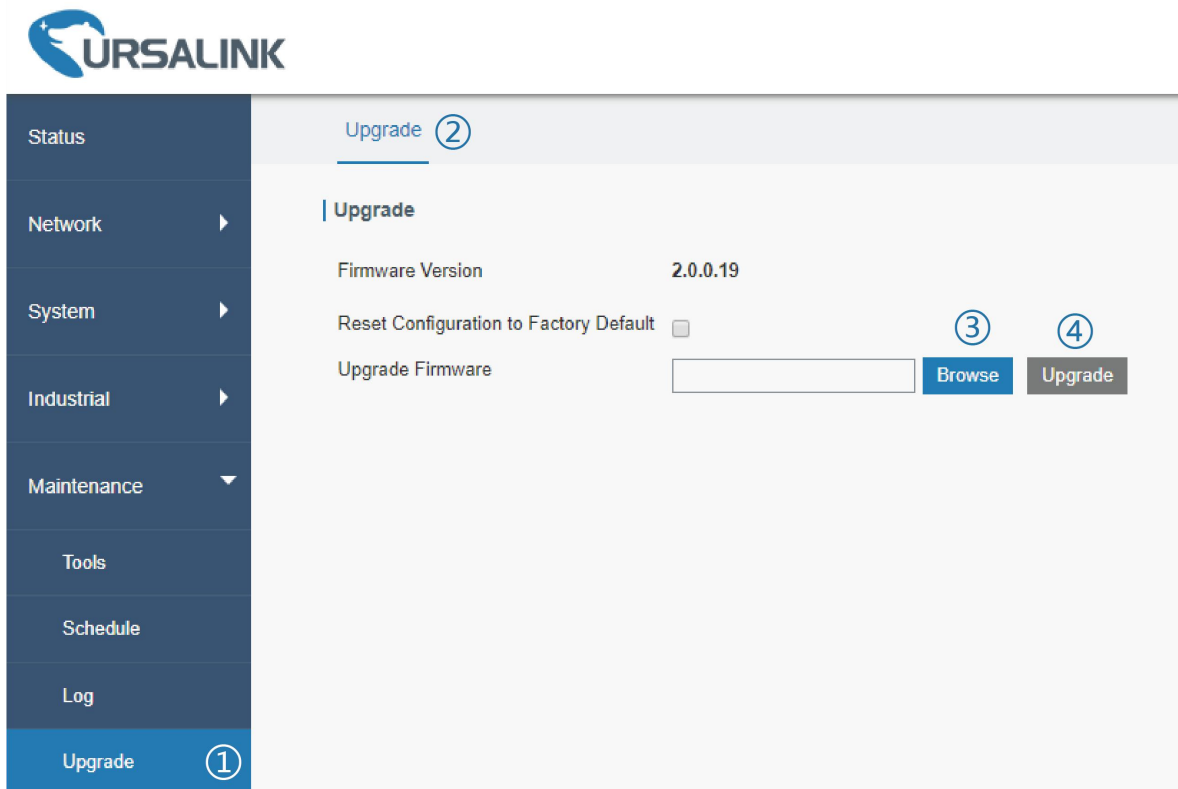 URSALINK
Status
Network
System
Industrial
Maintenance
Tools
Schedule
Log
Upgrade ①
Upgrade ②
Upgrade
Firmware Version 2.0.0.19
Reset Configuration to Factory Default
③ ④
Upgrade Firmware Browse Upgrade